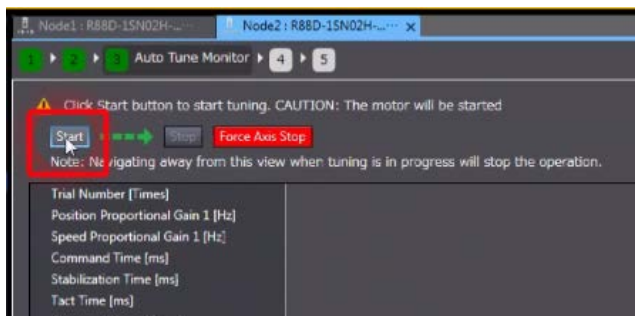 Node1 : R88D-1SN02H-...··· Node2 : R88D-1SN02H-...··· x
1 2 3 Auto Tune Monitor 4 5
Click Start button to start tuning. CAUTION: The motor will be started
Start Stop Force Axis Stop
Note: Navigating away from this view when tuning is in progress will stop the operation.
Trial Number [Times]
Position Proportional Gain 1 [Hz]
Speed Proportional Gain 1 [Hz]
Command Time [ms]
Stabilization Time [ms]
Tact Time [ms]